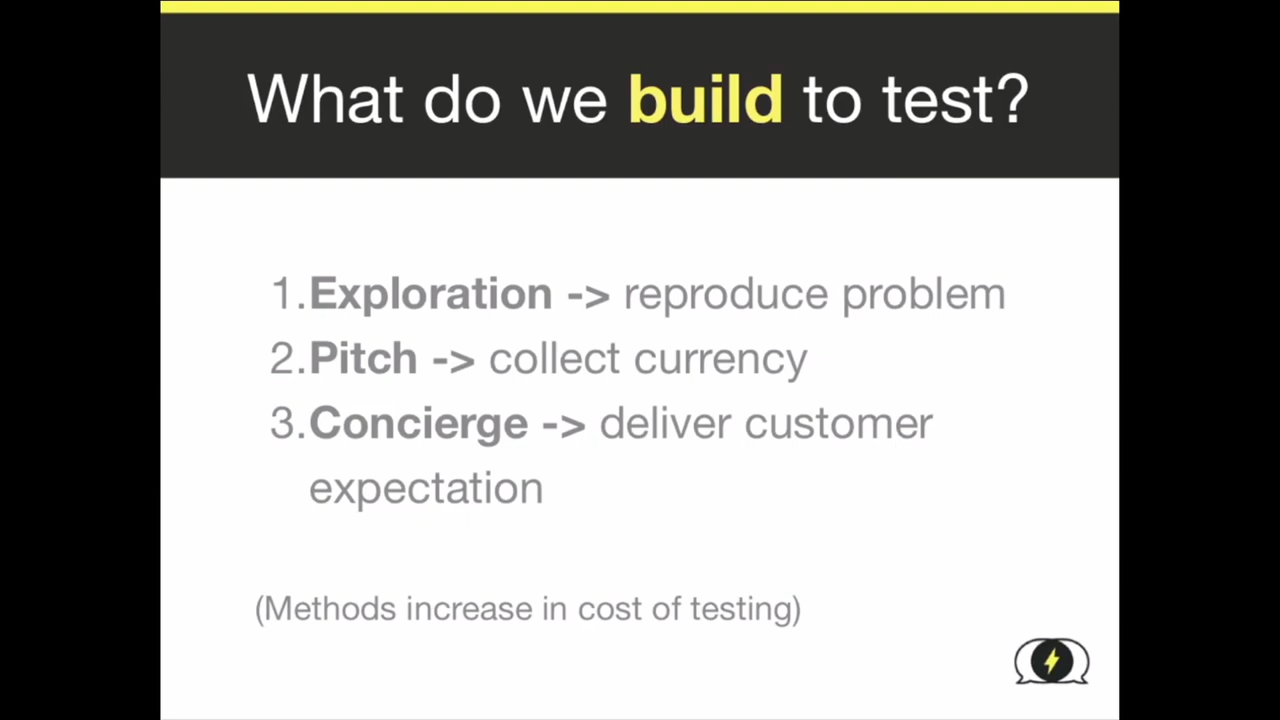 What do we build to test?
1.Exploration -> reproduce problem
2.Pitch -> collect currency
3.Concierge -> deliver customer
expectation
(Methods increase in cost of testing)